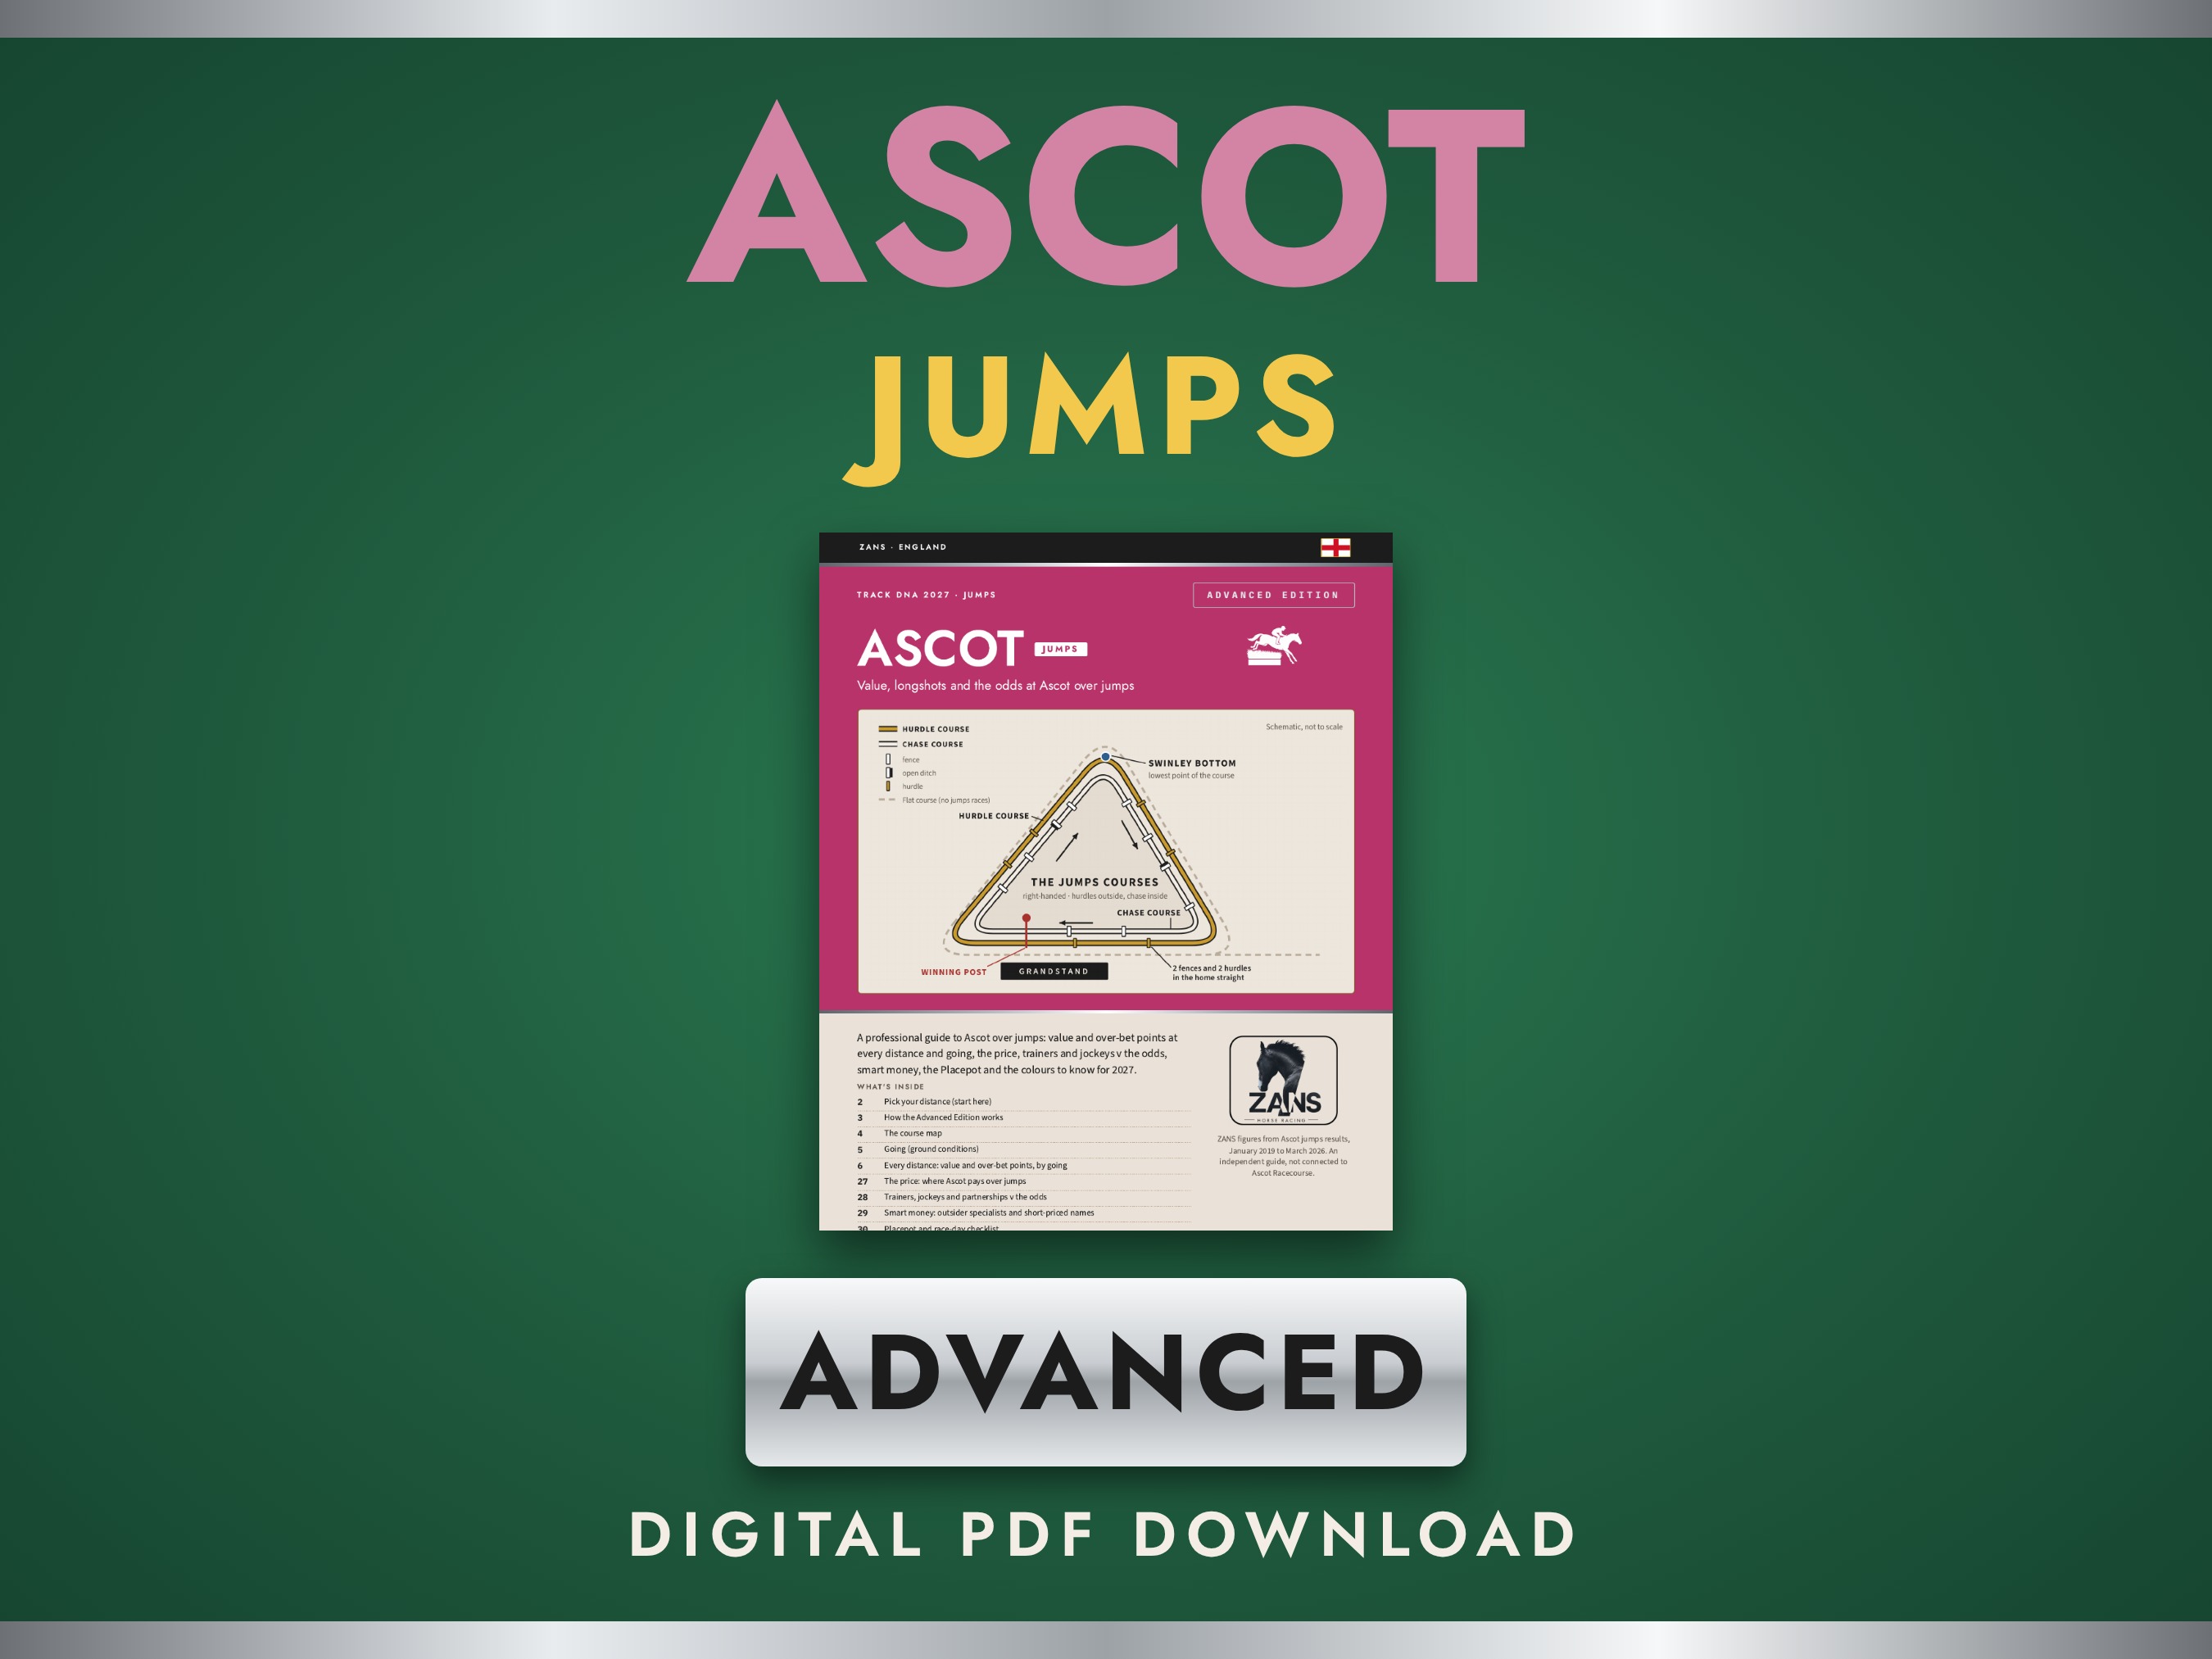 ASCOT
JUMPS
ZANS · ENGLAND
TRACK DNA 2027 · JUMPS
ADVANCED EDITION
ASCOT JUMPS
Value, longshots and the odds at Ascot over jumps
HURDLE COURSE
CHASE COURSE
fence
open ditch
hurdle
Flat course (no jumps races)
Schematic, not to scale
SWINLEY BOTTOM
lowest point of the course
HURDLE COURSE
THE JUMPS COURSES
right-handed · hurdles outside, chase inside
CHASE COURSE
WINNING POST
GRANDSTAND
2 fences and 2 hurdles
in the home straight
A professional guide to Ascot over jumps: value and over-bet points at
every distance and going, the price, trainers and jockeys v the odds,
smart money, the Placepot and the colours to know for 2027.
WHAT'S INSIDE
2 Pick your distance (start here)
3 How the Advanced Edition works
4 The course map
5 Going (ground conditions)
6 Every distance: value and over-bet points, by going
27 The price: where Ascot pays over jumps
28 Trainers, jockeys and partnerships v the odds
29 Smart money: outsider specialists and short-priced names
30 Placepot and race-day checklist
ZANS
HORSE RACING
ZANS figures from Ascot jumps results,
January 2019 to March 2026. An
independent guide, not connected to
Ascot Racecourse.
ADVANCED
DIGITAL PDF DOWNLOAD